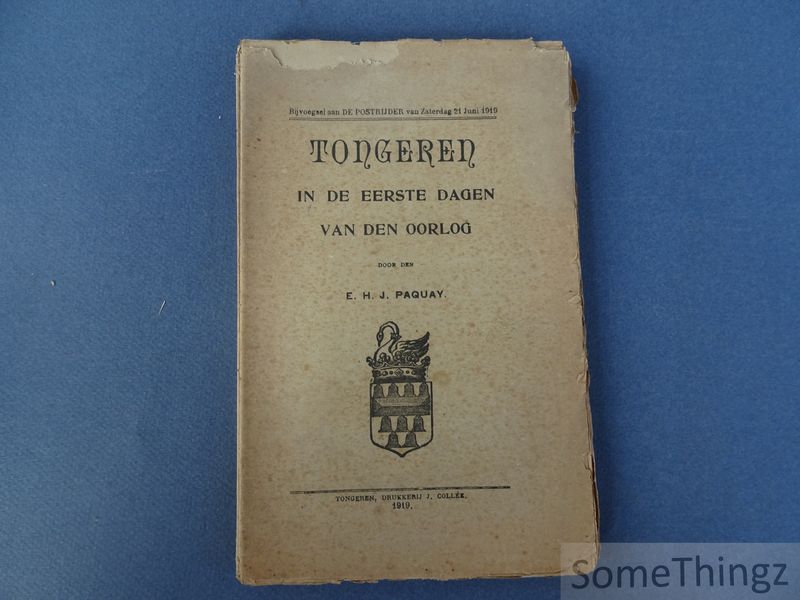 Bijvoegsel aan DE POSTRIJDER van Zaterdag 21 Juni 1919
TONGEREN
IN DE EERSTE DAGEN
VAN DEN OORLOG
DOOR DEN
E. H. J. PAQUAY.
TONGEREN, DRUKKERIJ J. COLLÉE.
1919.
SomeThingz